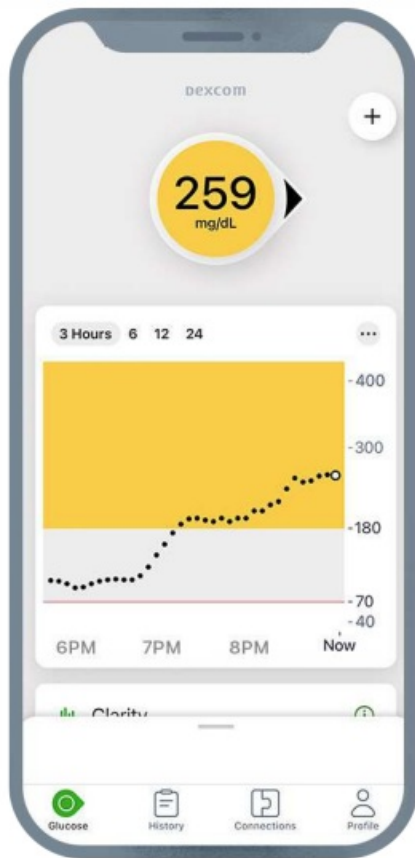 Dexcom
+
259
mg/dL
3 Hours 6 12 24
400
300
180
70
40
6PM 7PM 8PM Now
Clarity
Glucose History Connections Profile